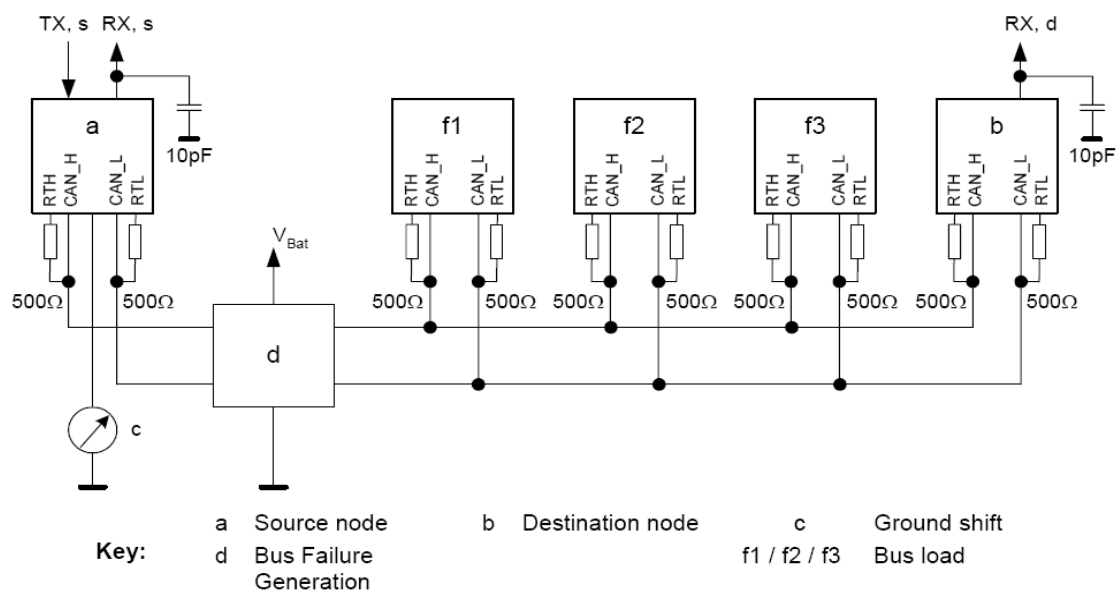 TX, s RX, s RX, d
a f1 f2 f3 b
10pF 10pF
RTH CAN_H CAN_L RTL RTH CAN_H CAN_L RTL RTH CAN_H CAN_L RTL RTH CAN_H CAN_L RTL RTH CAN_H CAN_L RTL
VBat
500Ω 500Ω 500Ω 500Ω 500Ω 500Ω 500Ω 500Ω 500Ω 500Ω
d
c
a Source node b Destination node c Ground shift
Key: d Bus Failure f1 / f2 / f3 Bus load
Generation